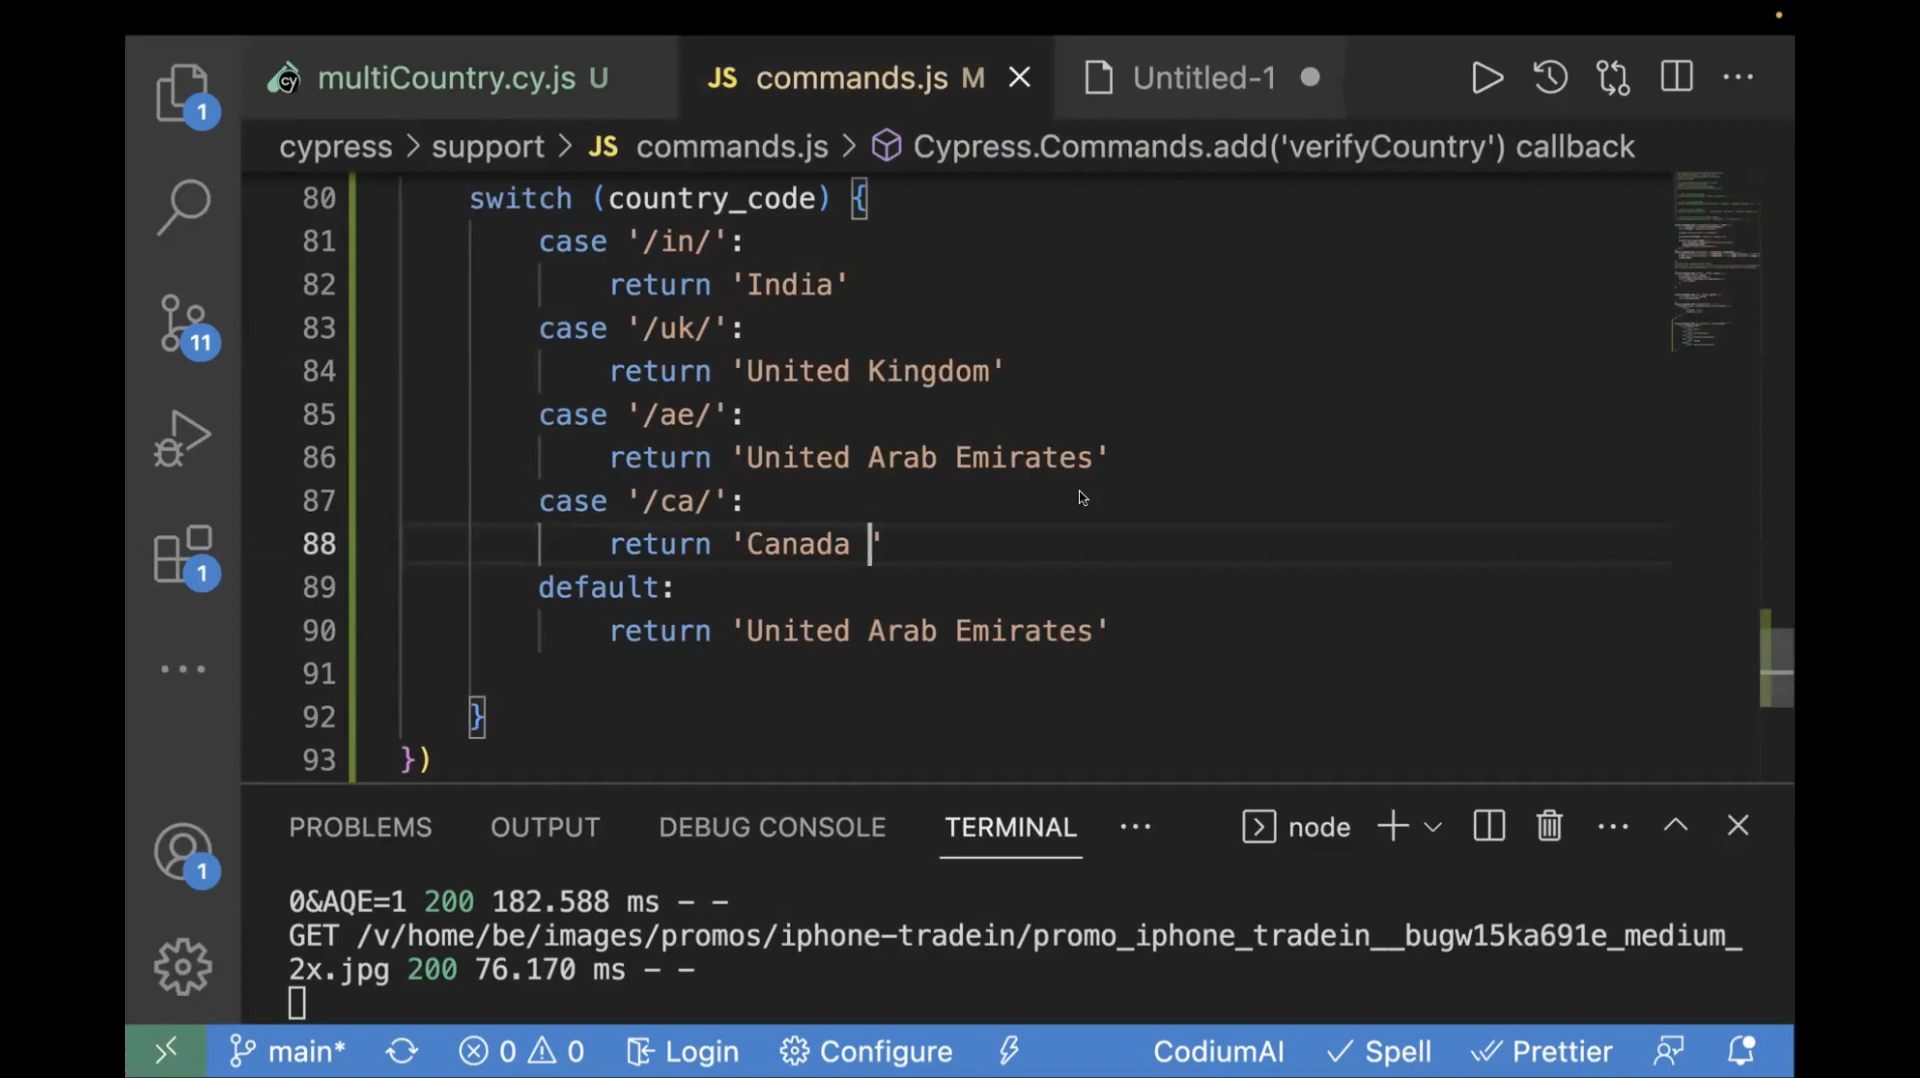 multiCountry.cy.js U
JS commands.js M
Untitled-1
cypress > support > JS commands.js > Cypress.Commands.add('verifyCountry') callback
80 switch (country_code) {
81 case '/in/':
82 return 'India'
83 case '/uk/':
84 return 'United Kingdom'
85 case '/ae/':
86 return 'United Arab Emirates'
87 case '/ca/':
88 return 'Canada '
89 default:
90 return 'United Arab Emirates'
91
92 }
93 })
1
11
1
1
PROBLEMS OUTPUT DEBUG CONSOLE TERMINAL ··· node
0&AQE=1 200 182.588 ms - -
GET /v/home/be/images/promos/iphone-tradein/promo_iphone_tradein__bugw15ka691e_medium_
2x.jpg 200 76.170 ms - -
main* 0 0 Login Configure CodiumAI Spell Prettier